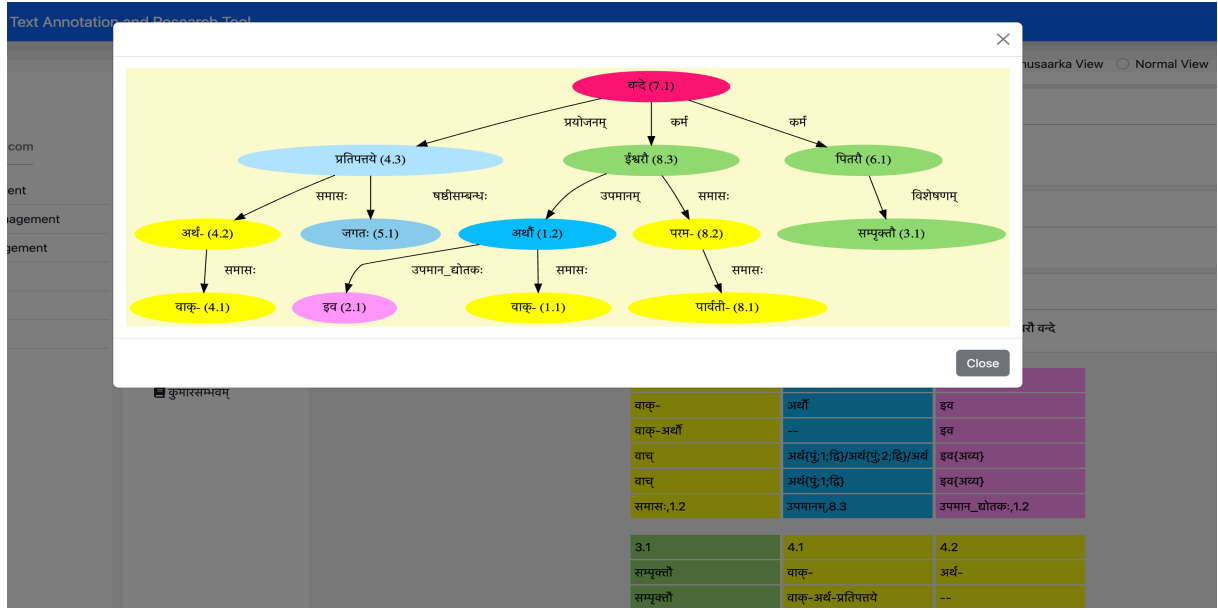 Text Annotation and Research Tool
×
nusaarka View Normal View
com
ent
nagement
gement
वन्दे (7.1)
प्रयोजनम् कर्म कर्म
प्रतिपत्तये (4.3) ईश्वरौ (8.3) पितरौ (6.1)
समासः षष्ठीसम्बन्धः उपमानम् समासः विशेषणम्
अर्थ- (4.2) जगतः (5.1) अर्थौ (1.2) परम- (8.2) सम्पृक्तौ (3.1)
समासः उपमान_द्योतकः समासः समासः
वाक्- (4.1) इव (2.1) वाक्- (1.1) पार्वती- (8.1)
रौ वन्दे
Close
कुमारसम्भवम्
वाक्- अर्थौ इव
वाक्-अर्थौ -- इव
वाच् अर्थ{पुं;1;द्वि}/अर्थ{पुं;2;द्वि}/अर्थ इव{अव्य}
वाच् अर्थ{पुं;1;द्वि} इव{अव्य}
समासः,1.2 उपमानम्,8.3 उपमान_द्योतकः,1.2
3.1 4.1 4.2
सम्पृक्तौ वाक्- अर्थ-
सम्पृक्तौ वाक्-अर्थ-प्रतिपत्तये --